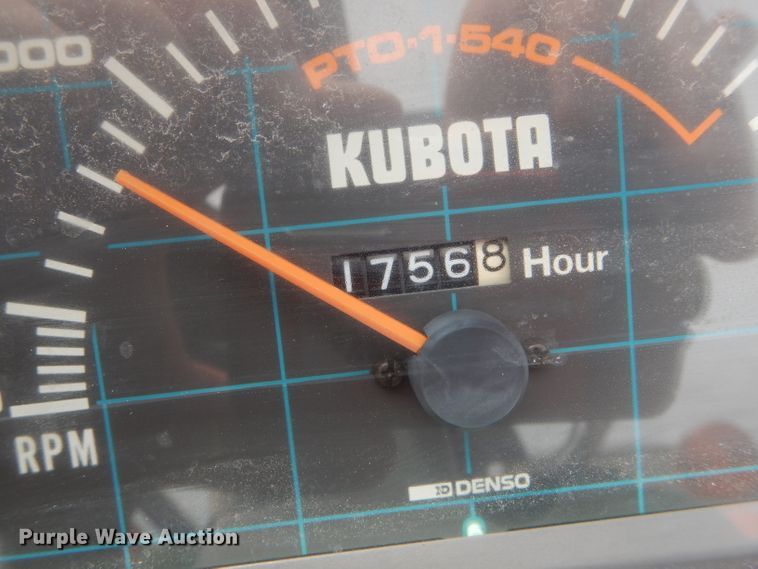 000
PTO-1-540
KUBOTA
17568 Hour
RPM
DENSO
Purple Wave Auction